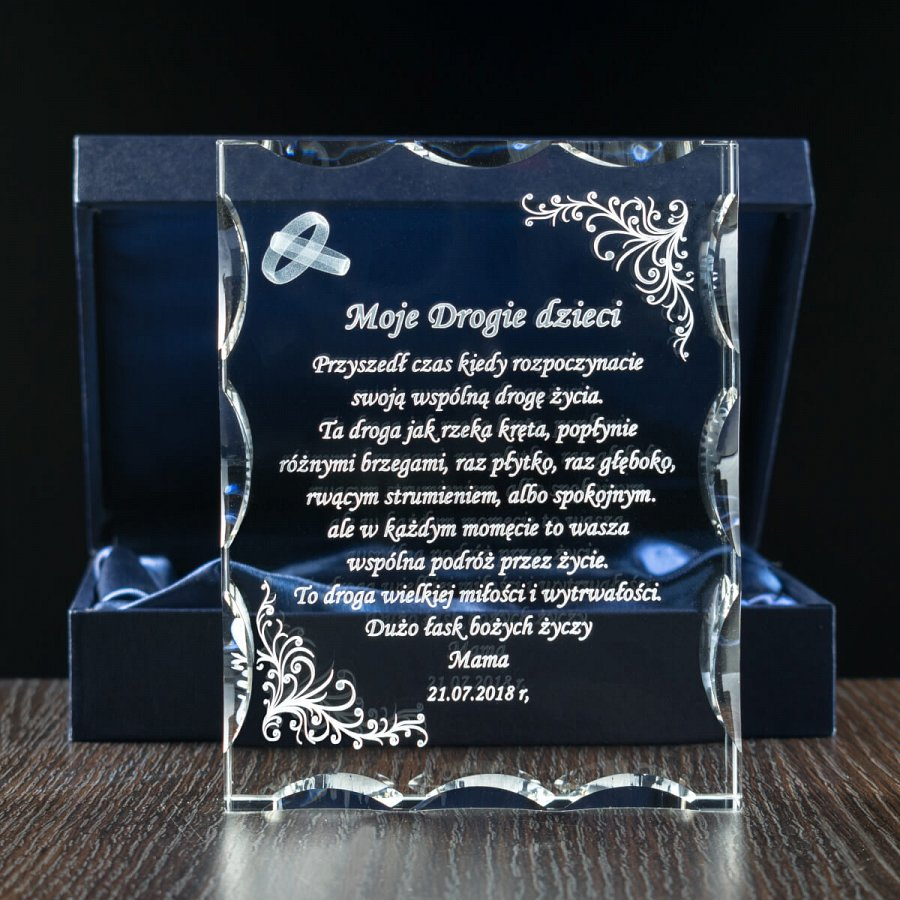 Moje Drogie dzieci
Przyszedł czas kiedy rozpoczynacie
swoją wspólną drogę życia.
Ta droga jak rzeka kręta, popłynie
różnymi brzegami, raz płytko, raz głęboko,
rwącym strumieniem, albo spokojnym.
ale w każdym momęcie to wasza
wspólna podróż przez życie.
To droga wielkiej miłości i wytrwałości.
Dużo łask bożych życzy
Mama
21.07.2018 r,